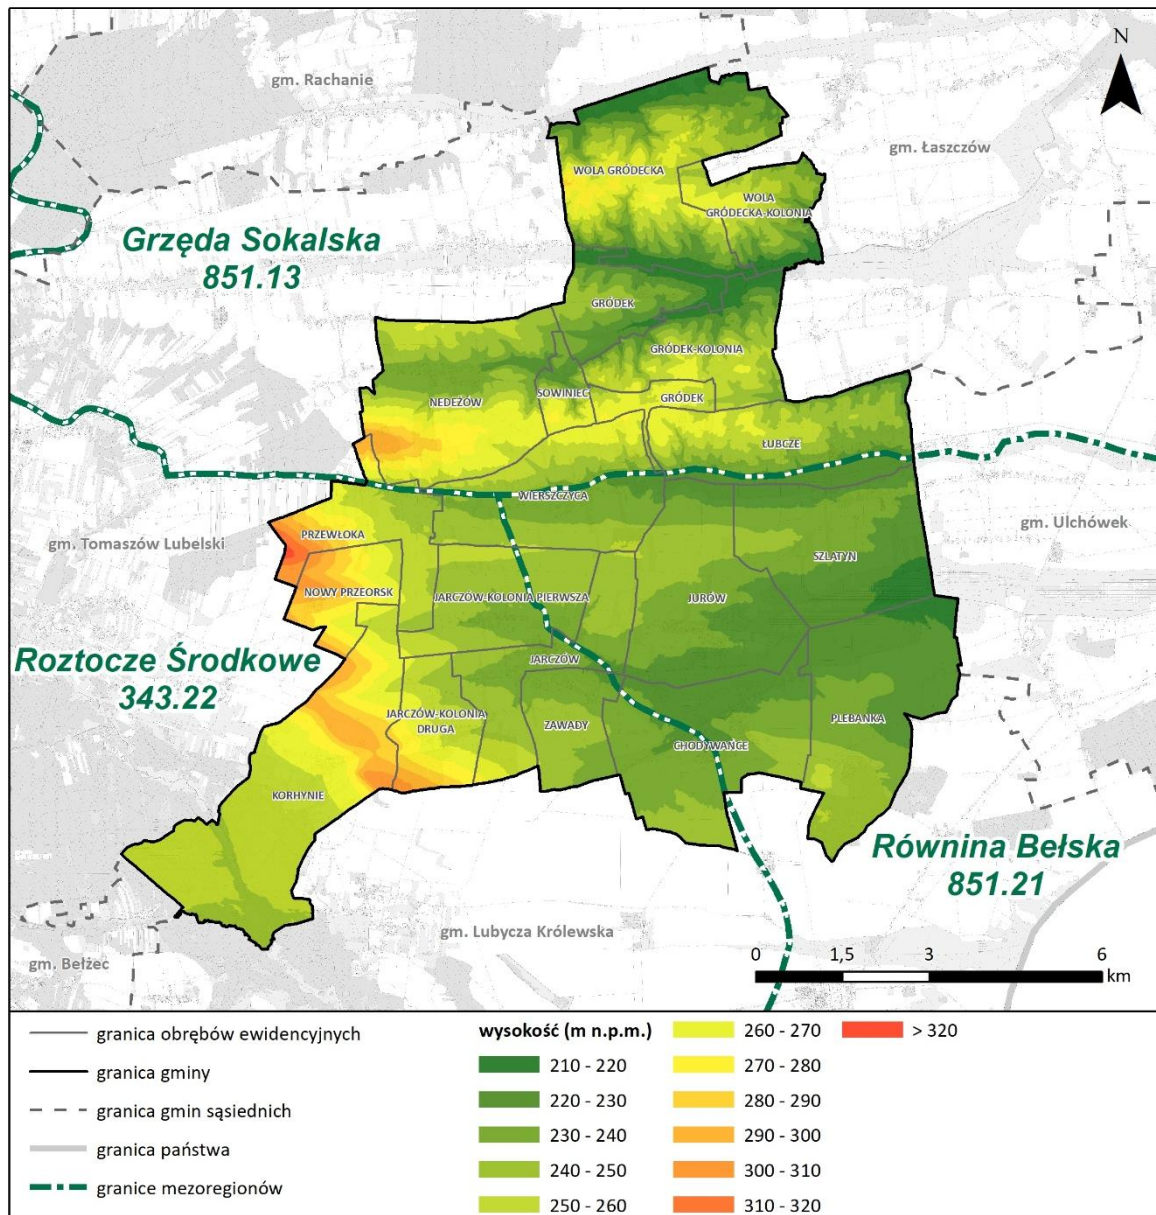 N
gm. Rachanie
gm. Łaszczów
WOLA GRÓDECKA
WOLA
GRÓDECKA-KOLONIA
Grzęda Sokalska
851.13
GRÓDEK
GRÓDEK-KOLONIA
SOWINIEC
GRÓDEK
NEDEŻÓW
ŁUBCZE
WIERSZCZYCA
gm. Ulchówek
PRZEWŁOKA
gm. Tomaszów Lubelski
SZLATYN
NOWY PRZEORSK
JARCZÓW-KOLONIA PIERWSZA
JURÓW
Roztocze Środkowe
343.22
JARCZÓW
JARCZÓW-KOLONIA
DRUGA
ZAWADY
PLEBANKA
CHODYWAŃCE
KORHYNIE
Równina Bełska
851.21
gm. Lubycza Królewska
gm. Bełżec
0 1,5 3 6
km
granica obrębów ewidencyjnych
granica gminy
granica gmin sąsiednich
granica państwa
granice mezoregionów
wysokość (m n.p.m.)
210 - 220
220 - 230
230 - 240
240 - 250
250 - 260
260 - 270
270 - 280
280 - 290
290 - 300
300 - 310
310 - 320
> 320